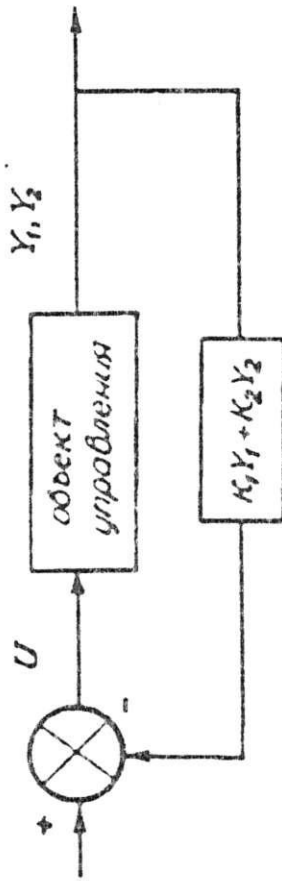 +
U
-
объект
управления
Y₁, Y₂
K₁Y₁ + K₂Y₂